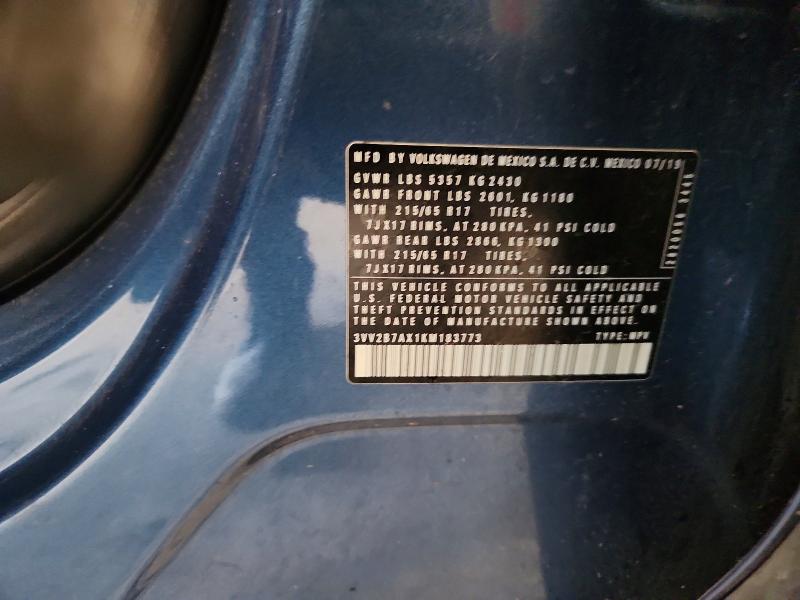 MFD BY VOLKSWAGEN DE MEXICO S.A. DE C.V. MEXICO 07/19
GVWR LBS 5357 KG 2430
GAWR FRONT LBS 2601, KG 1180
WITH 215/65 R17 TIRES,
7JX17 RIMS, AT 280 KPA, 41 PSI COLD
GAWR REAR LBS 2866, KG 1300
WITH 215/65 R17 TIRES,
7JX17 RIMS, AT 280 KPA, 41 PSI COLD
THIS VEHICLE CONFORMS TO ALL APPLICABLE
U.S. FEDERAL MOTOR VEHICLE SAFETY AND
THEFT PREVENTION STANDARDS IN EFFECT ON
THE DATE OF MANUFACTURE SHOWN ABOVE.
3VV2B7AX1KM183773 TYPE: MPV